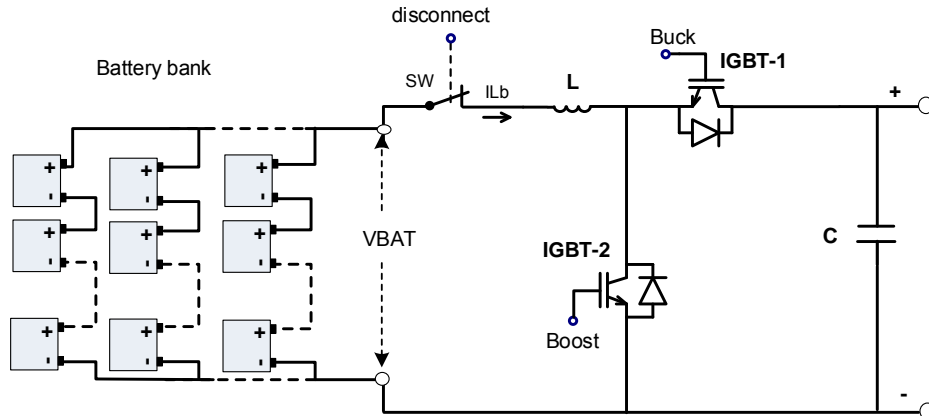 disconnect
Buck
IGBT-1
Battery bank
SW
ILb
L
+
+ + +
- - -
VBAT
IGBT-2
C
Boost
+ + +
- - -
-